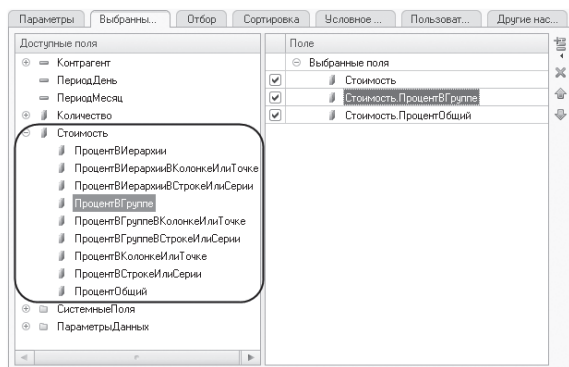 Параметры Выбранны... Отбор Сортировка Условное ... Пользоват... Другие нас...
Доступные поля
Контрагент
ПериодДень
ПериодМесяц
Количество
Стоимость
ПроцентВИерархии
ПроцентВИерархииВКолонкеИлиТочке
ПроцентВИерархииВСтрокеИлиСерии
ПроцентВГруппе
ПроцентВГруппеВКолонкеИлиТочке
ПроцентВГруппеВСтрокеИлиСерии
ПроцентВКолонкеИлиТочке
ПроцентВСтрокеИлиСерии
ПроцентОбщий
СистемныеПоля
ПараметрыДанных
Поле
Выбранные поля
Стоимость
Стоимость.ПроцентВГруппе
Стоимость.ПроцентОбщий